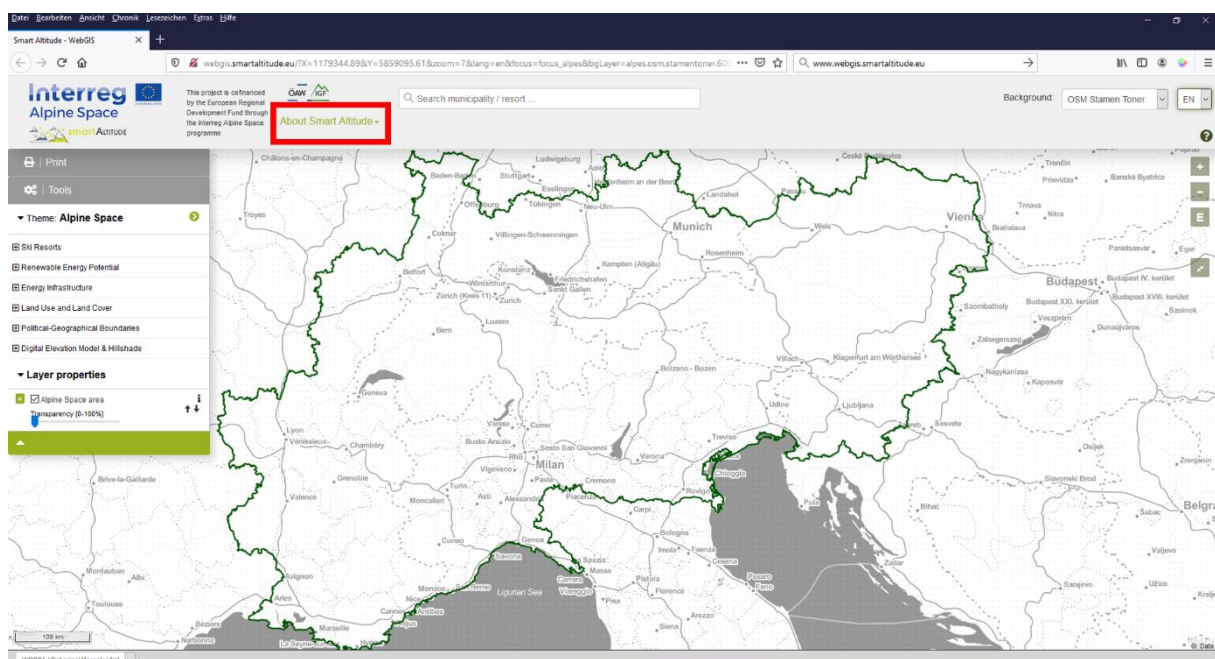 Datei Bearbeiten Ansicht Chronik Lesezeichen Extras Hilfe
Smart Altitude - WebGIS
webgis.smartaltitude.eu/?X=1179344.89&Y=5859095.61&zoom=7&lang=en&focus=focus_alpes&bgLayer=alpes.osm.stamentoner.60
www.webgis.smartaltitude.eu
Interreg
Alpine Space
smartAltitude
This project is cofinanced
by the European Regional
Development Fund through
the Interreg Alpine Space
programme
ÖAW IGF
About Smart Altitude
Search municipality / resort ...
Background: OSM Stamen Toner
EN
Print
Tools
Theme: Alpine Space
Ski Resorts
Renewable Energy Potential
Energy Infrastructure
Land Use and Land Cover
Political-Geographical Boundaries
Digital Elevation Model & Hillshade
Layer properties
Alpine Space area
Transparency [0-100%]
100 km
E
Châlons-en-Champagne
Ludwigsburg
Baden-Baden
Stuttgart
Esslingen
Landshut
Passau
Trenčín
Prievidza
Banská Bystrica
Troyes
Offenburg
Tübingen
Neu-Ulm
Munich
Wels
Vienna
Trnava
Nitra
Bratislava
Colmar
Villingen-Schwenningen
Rosenheim
Parádsasvár
Eger
Belfort
Konstanz
Friedrichshafen
Kempten (Allgäu)
Winterthur
Sankt Gallen
Zürich (Kreis 11)
Zurich
Budapest
Budapest IV. kerület
Budapest XXI. kerület
Budapest XVIII. kerület
Szombathely
Szolnok
Veszprém
Dunaújváros
Luzern
Bern
Zalaegerszeg
Villach
Klagenfurt am Wörthersee
Bolzano - Bozen
Nagykanizsa
Kaposvár
Geneva
Udine
Ljubljana
Lyon
Vénissieux
Chambéry
Varese
Como
Busto Arsizio
Sesto San Giovanni
Treviso
Sesvete
Rho
Milan
Verona
Osijek
Vigevano
Pavia
Cremona
Chioggia
Zrenjanin
Brive-la-Gaillarde
Grenoble
Turin
Valence
Moncalieri
Asti
Alessandria
Piacenza
Rovigo
Slavonski Brod
Carpi
Pula
Bihać
Šabac
Cuneo
Genoa
Bologna
Imola
Faenza
Savona
Cesena
Valjevo
Montauban
Albi
Avignon
Massa
Carrara
Pistoia
Pesaro
Fano
Zadar
Sarajevo
Užice
Monaco
Ligurian Sea
Viareggio
Florence
Toulouse
Arles
Nice
Pisa
Cannes
Antibes
Arezzo
Béziers
Marseille
Siena
Narbonne